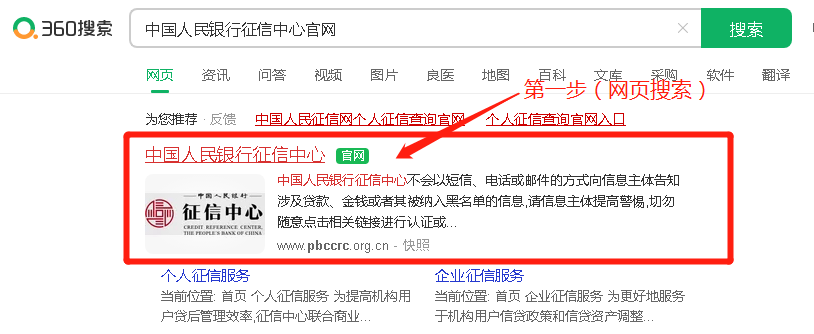 360搜索
中国人民银行征信中心官网
搜索
网页 资讯 问答 视频 图片 良医 地图 百科 文库 采购 软件 翻译
第一步（网页搜索）
为您推荐 · 反馈 中国人民征信网个人征信查询官网 个人征信查询官网入口
中国人民银行征信中心 官网
中国人民银行
征信中心
CREDIT REFERENCE CENTER,
THE PEOPLE'S BANK OF CHINA
中国人民银行征信中心不会以短信、电话或邮件的方式向信息主体告知
涉及贷款、金钱或者其被纳入黑名单的信息,请信息主体提高警惕,切勿
随意点击相关链接进行认证或...
www.pbccrc.org.cn - 快照
个人征信服务
当前位置: 首页 个人征信服务 为提高机构用
户贷后管理效率,征信中心联合商业...
企业征信服务
当前位置: 首页 企业征信服务 为更好地服务
于机构用户信贷政策和信贷资产调整...